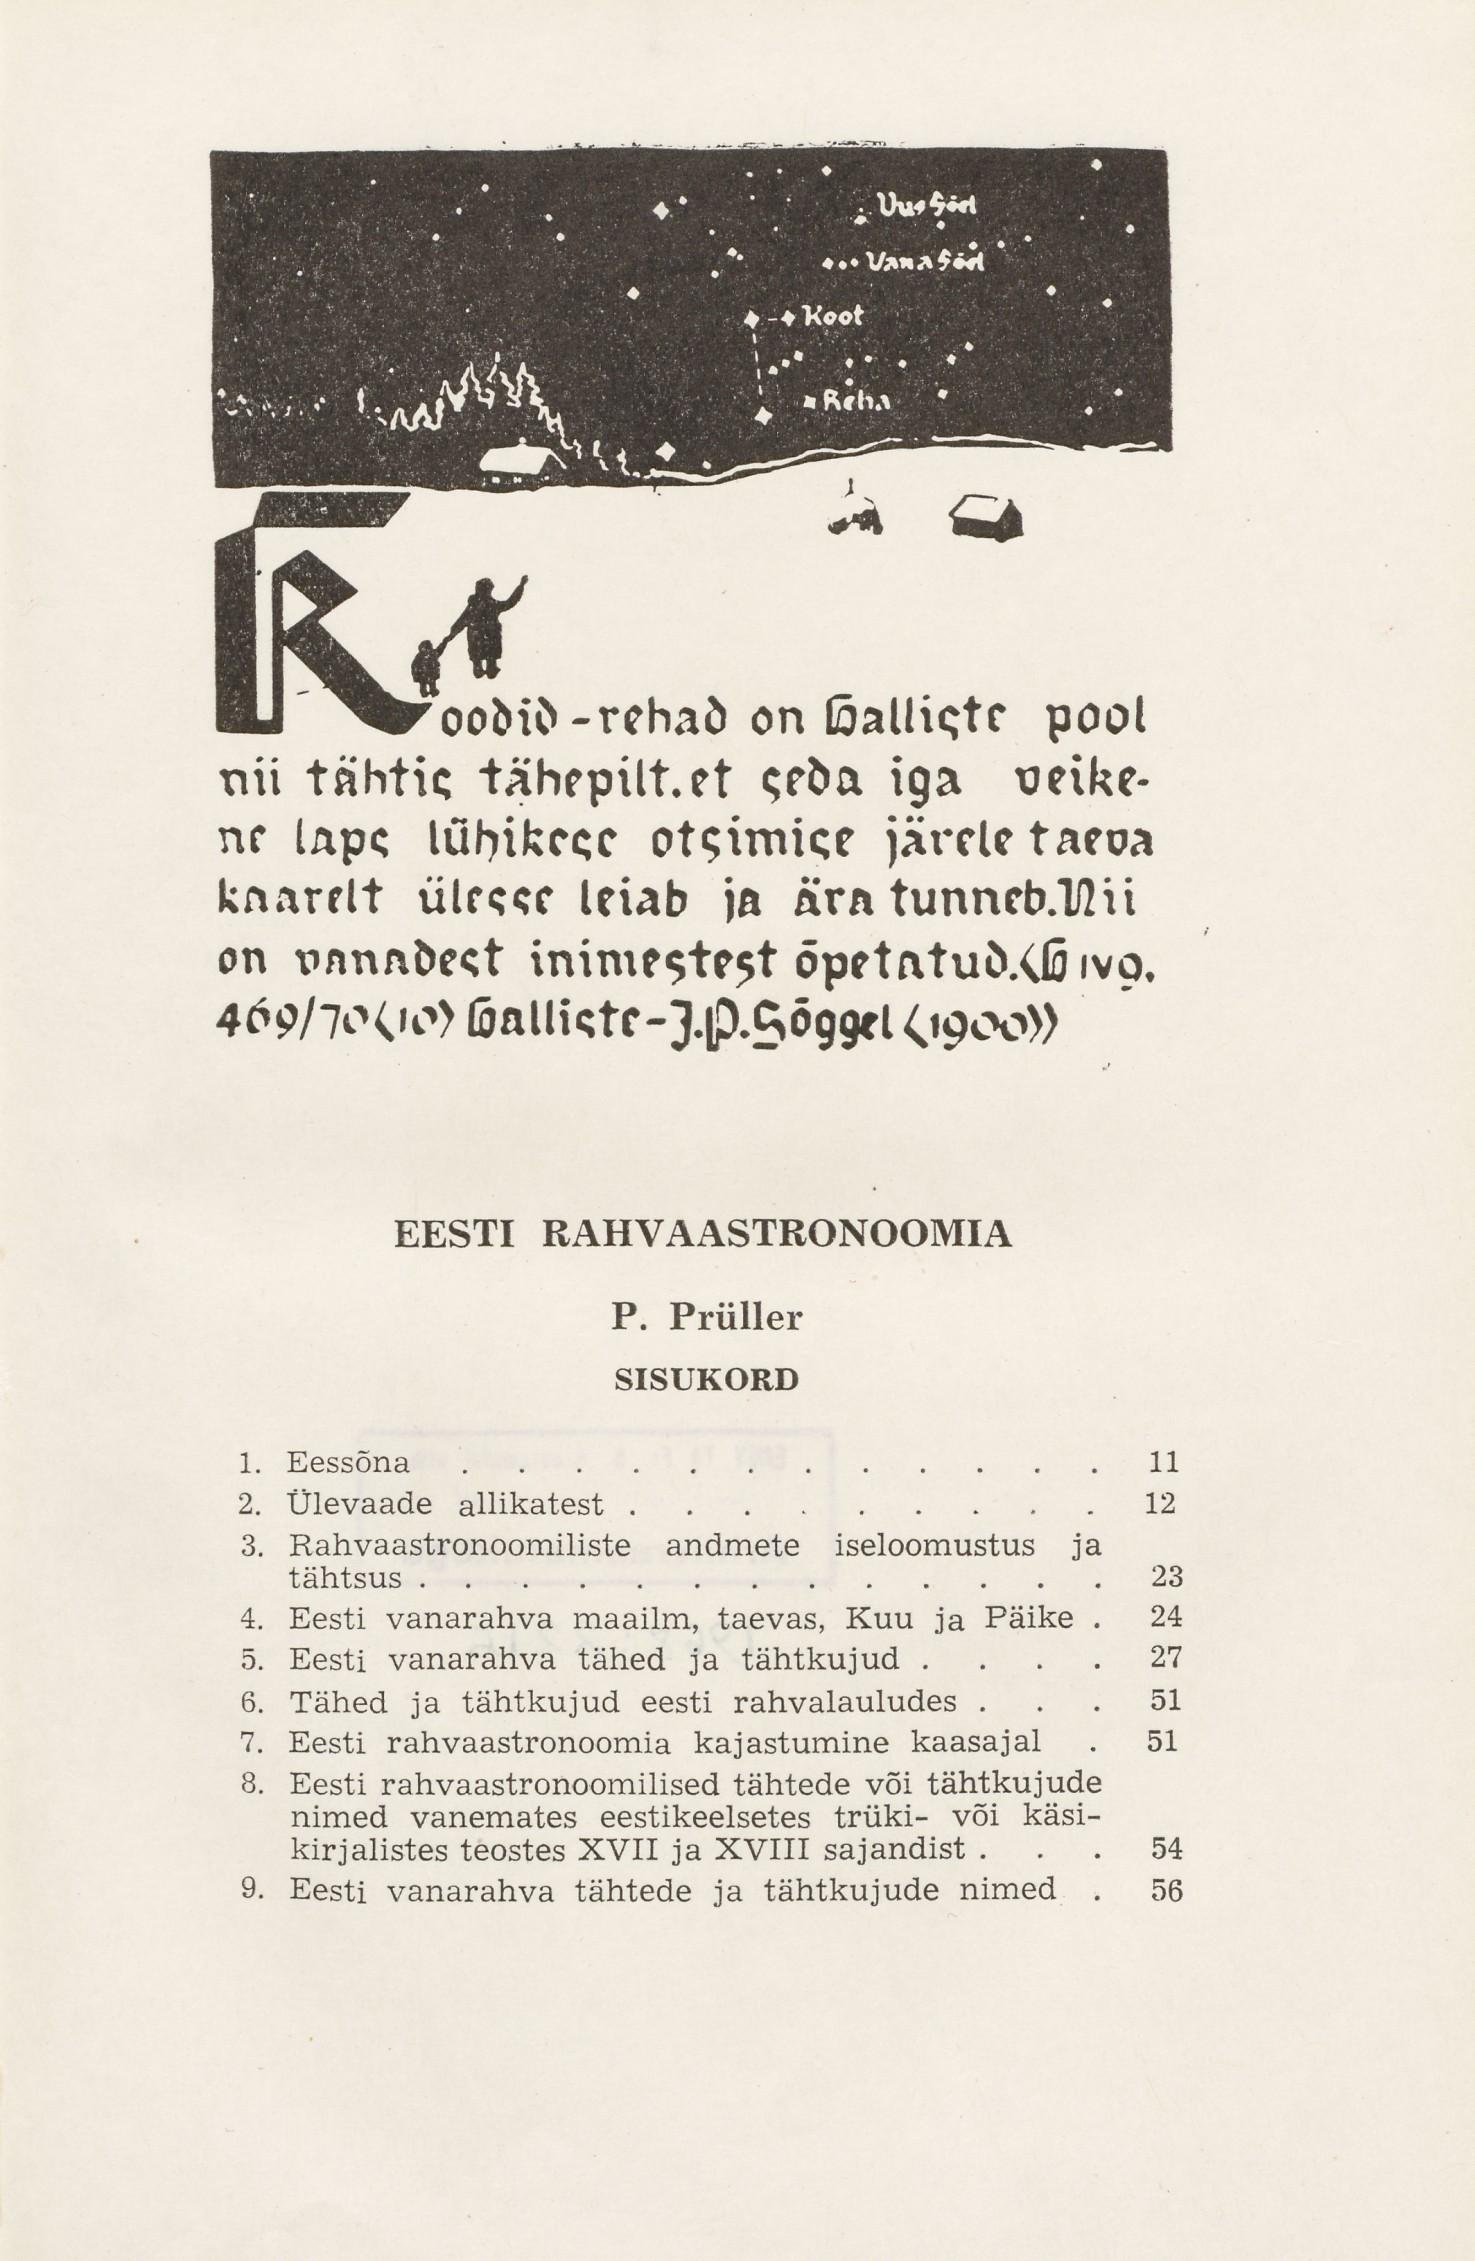 Uus Sõel
Vana Sõel
Koot
Reha
Koodid-rehad on Halliste pool
nii tähtis tähepilt.et seda iga veike-
ne laps lühikese otsimise järele taeva
kaarelt ülesse leiab ja ära tunneb.Nii
on vanadest inimestest õpetatud.(H IV 9.
469/70(10) Halliste-J.P.Sõggel (1900))
EESTI RAHVAASTRONOOMIA
P. Prüller
SISUKORD
1. Eessõna . . . . . . . . . . . . 11
2. Ülevaade allikatest . . . . . . . . . 12
3. Rahvaastronoomiliste andmete iseloomustus ja
tähtsus . . . . . . . . . . . . . 23
4. Eesti vanarahva maailm, taevas, Kuu ja Päike . 24
5. Eesti vanarahva tähed ja tähtkujud . . . . 27
6. Tähed ja tähtkujud eesti rahvalauludes . . . 51
7. Eesti rahvaastronoomia kajastumine kaasajal . 51
8. Eesti rahvaastronoomilised tähtede või tähtkujude
nimed vanemates eestikeelsetes trüki- või käsi-
kirjalistes teostes XVII ja XVIII sajandist . . . 54
9. Eesti vanarahva tähtede ja tähtkujude nimed . 56